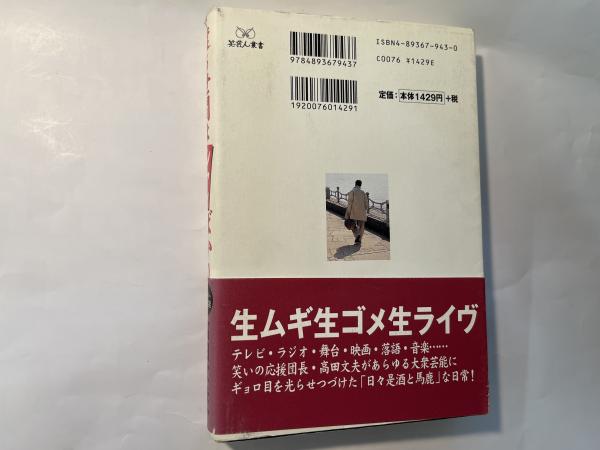 芸人叢書
9784893679437
ISBN4-89367-943-0
C0076 ¥1429E
1920076014291
定価:本体1429円+税
生ムギ生ゴメ生ライヴ
テレビ・ラジオ・舞台・映画・落語・音楽……
笑いの応援団長・高田文夫があらゆる大衆芸能に
ギョロ目を光らせつづけた「日々是酒と馬鹿」な日常!